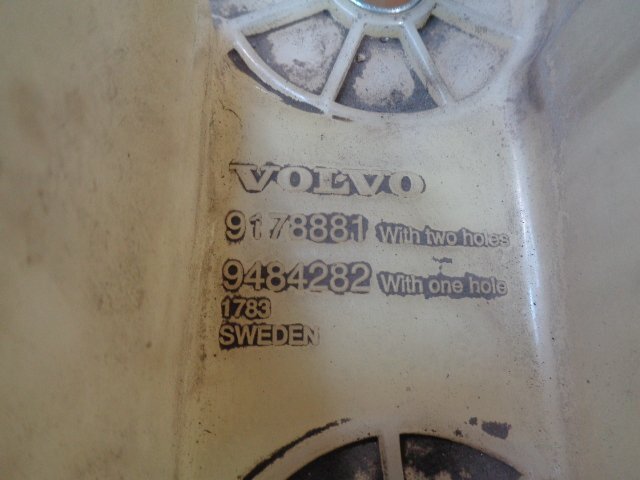 VOLVO
9178881 With two holes
9484282 With one hole
1783
SWEDEN